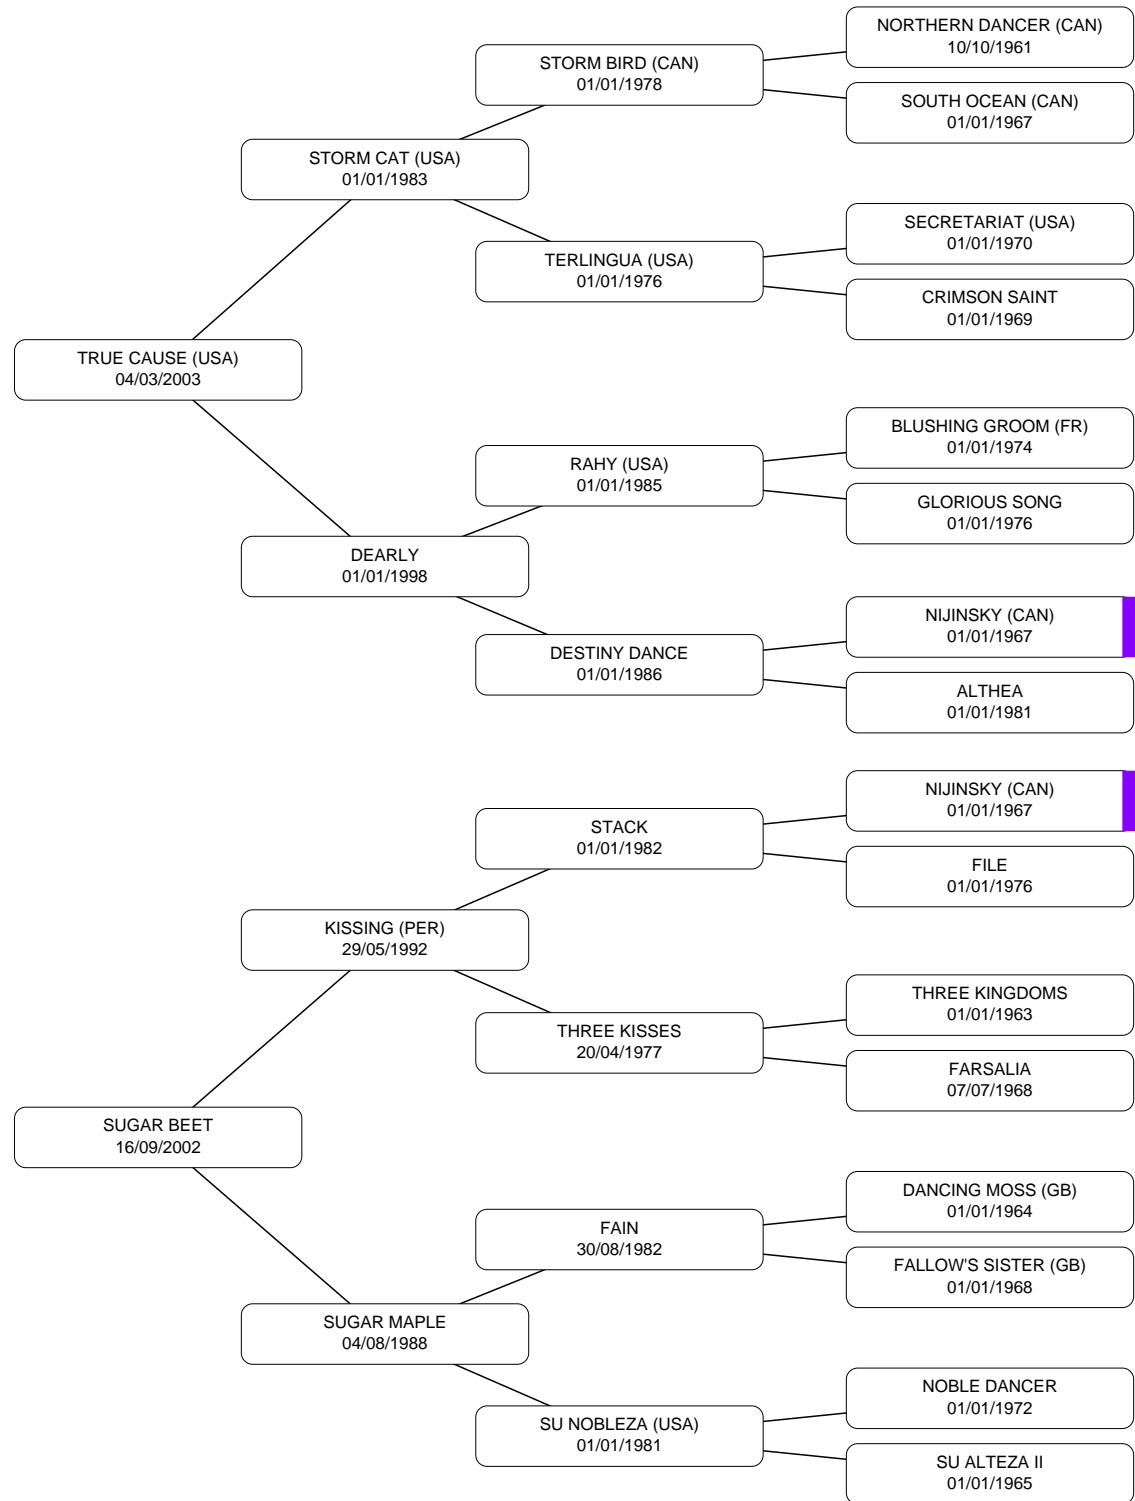 NORTHERN DANCER (CAN)
10/10/1961
STORM BIRD (CAN)
01/01/1978
SOUTH OCEAN (CAN)
01/01/1967
STORM CAT (USA)
01/01/1983
SECRETARIAT (USA)
01/01/1970
TERLINGUA (USA)
01/01/1976
CRIMSON SAINT
01/01/1969
TRUE CAUSE (USA)
04/03/2003
BLUSHING GROOM (FR)
01/01/1974
RAHY (USA)
01/01/1985
GLORIOUS SONG
01/01/1976
DEARLY
01/01/1998
NIJINSKY (CAN)
01/01/1967
DESTINY DANCE
01/01/1986
ALTHEA
01/01/1981
NIJINSKY (CAN)
01/01/1967
STACK
01/01/1982
FILE
01/01/1976
KISSING (PER)
29/05/1992
THREE KINGDOMS
01/01/1963
THREE KISSES
20/04/1977
FARSALIA
07/07/1968
SUGAR BEET
16/09/2002
DANCING MOSS (GB)
01/01/1964
FAIN
30/08/1982
FALLOW'S SISTER (GB)
01/01/1968
SUGAR MAPLE
04/08/1988
NOBLE DANCER
01/01/1972
SU NOBLEZA (USA)
01/01/1981
SU ALTEZA II
01/01/1965